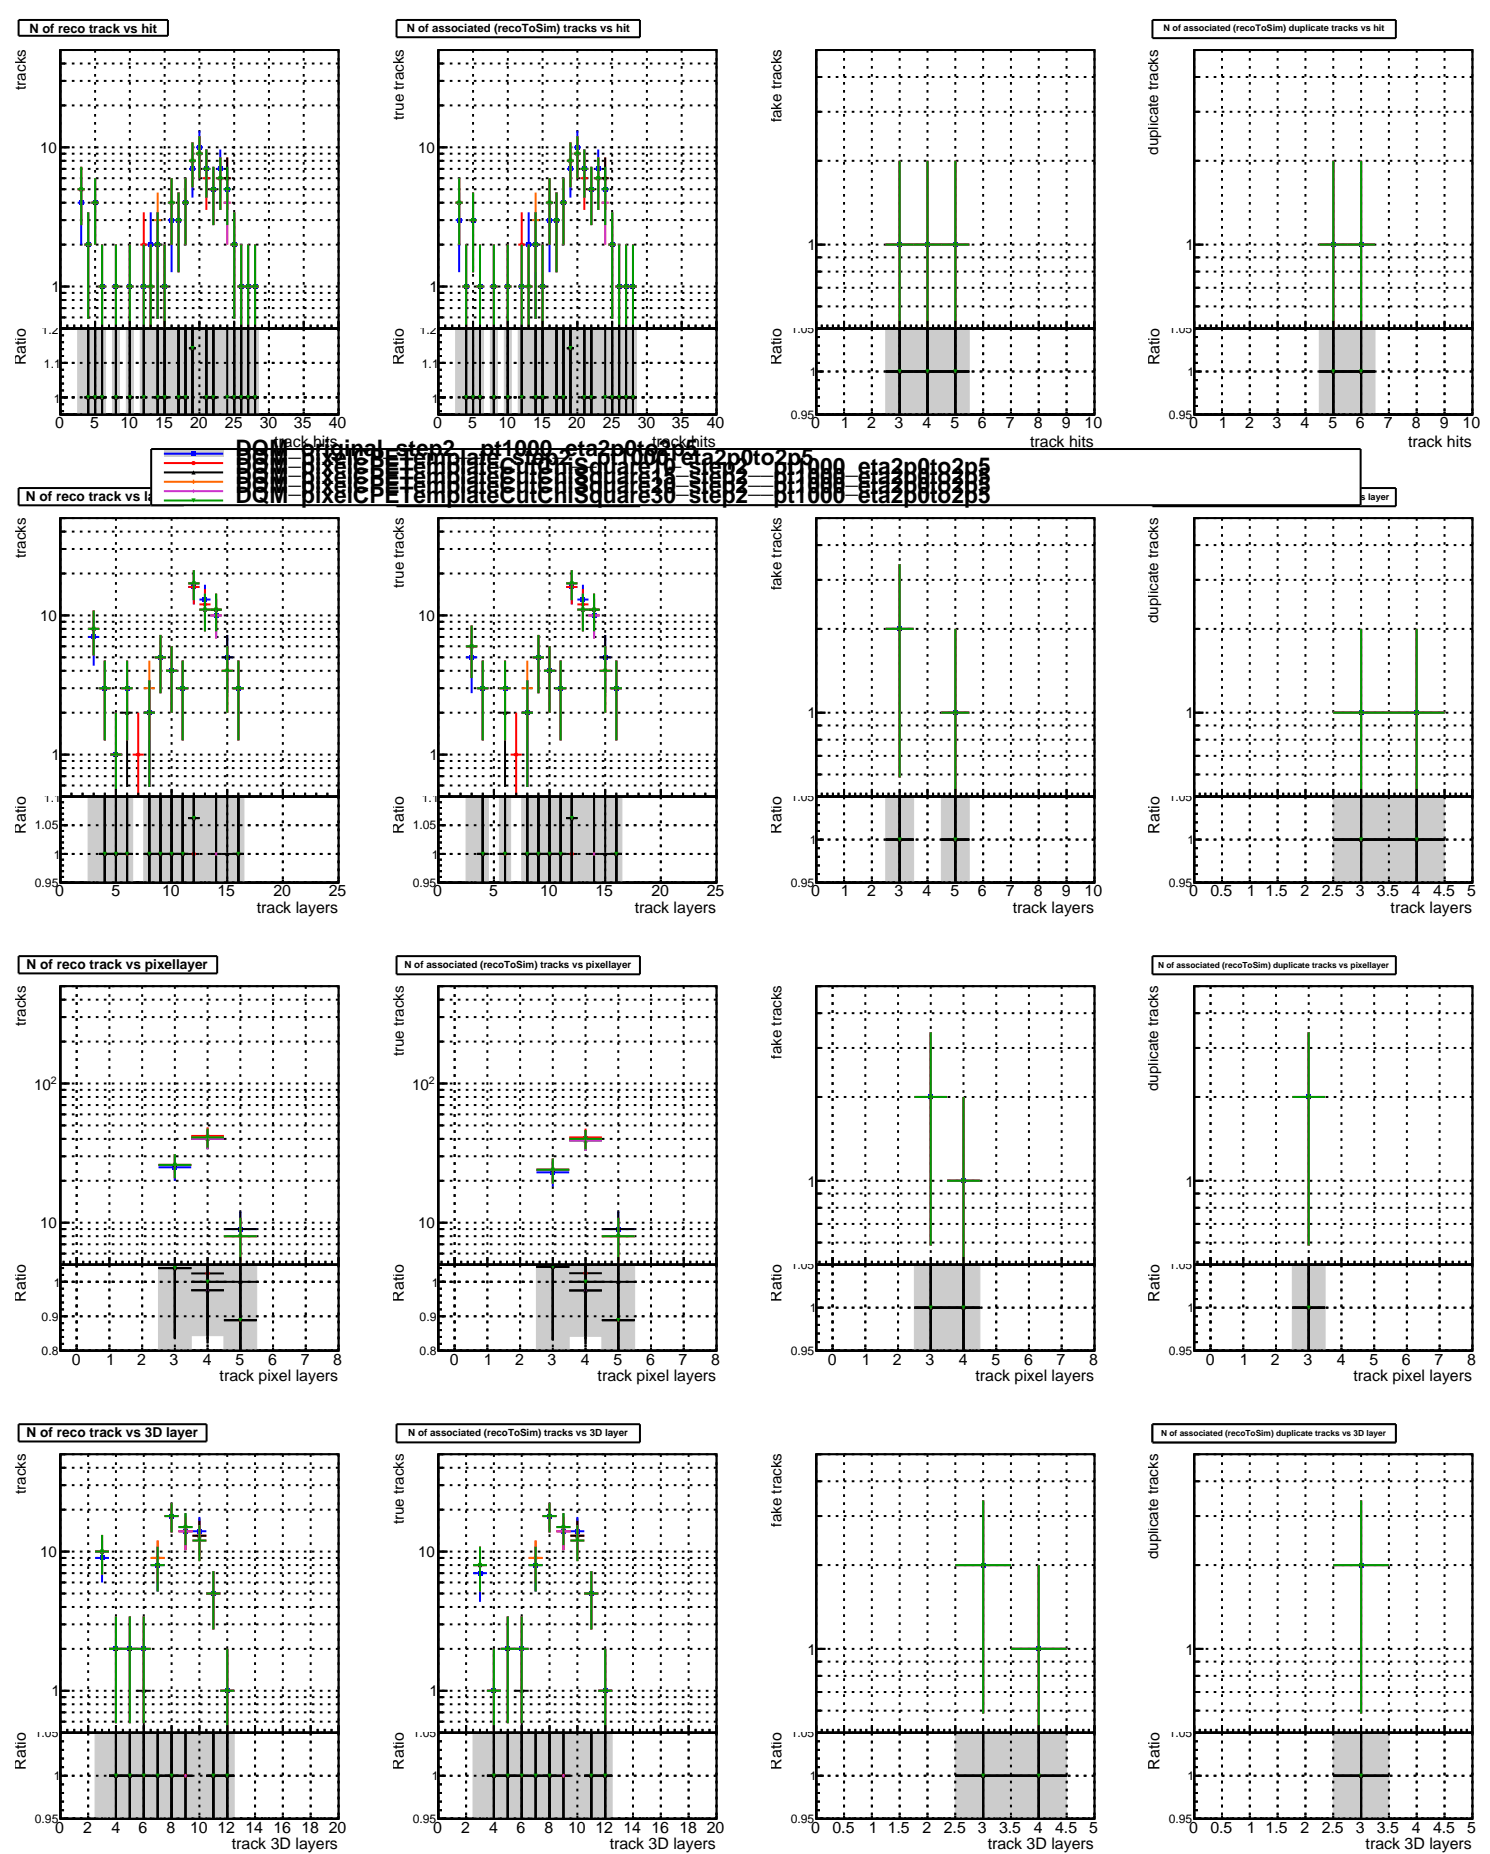 N of reco track vs hit
N of associated (recoToSim) tracks vs hit
N of associated (recoToSim) duplicate tracks vs hit
tracks
true tracks
fake tracks
duplicate tracks
10
1
10
1
1
1
Ratio
1.2
1.1
1
Ratio
1.2
1.1
1
Ratio
1.05
1
0.95
Ratio
1.05
1
0.95
0 5 10 15 20 25 30 35 40
0 5 10 15 20 25 30 35 40
0 1 2 3 4 5 6 7 8 9 10
0 1 2 3 4 5 6 7 8 9 10
track hits
track hits
track hits
track hits
DQM_original_step2__pt1000_eta2p0to2p5
DQM_pixelCPETemplate_step2__pt1000_eta2p0to2p5
DQM_pixelCPETemplateCutChiSquare30_step2__pt1000_eta2p0to2p5
N of reco track vs la
s layer
tracks
true tracks
fake tracks
duplicate tracks
10
1
10
1
1
1
Ratio
1.1
1.05
1
0.95
Ratio
1.1
1.05
1
0.95
Ratio
1.05
1
0.95
Ratio
1.05
1
0.95
0 5 10 15 20 25
0 5 10 15 20 25
0 1 2 3 4 5 6 7 8 9 10
0 0.5 1 1.5 2 2.5 3 3.5 4 4.5 5
track layers
track layers
track layers
track layers
N of reco track vs pixellayer
N of associated (recoToSim) tracks vs pixellayer
N of associated (recoToSim) duplicate tracks vs pixellayer
tracks
true tracks
fake tracks
duplicate tracks
10²
10
10²
10
1
1
Ratio
1
0.9
0.8
Ratio
1
0.9
0.8
Ratio
1.05
1
0.95
Ratio
1.05
1
0.95
0 1 2 3 4 5 6 7 8
0 1 2 3 4 5 6 7 8
0 1 2 3 4 5 6 7 8
0 1 2 3 4 5 6 7 8
track pixel layers
track pixel layers
track pixel layers
track pixel layers
N of reco track vs 3D layer
N of associated (recoToSim) tracks vs 3D layer
N of associated (recoToSim) duplicate tracks vs 3D layer
tracks
true tracks
fake tracks
duplicate tracks
10
1
10
1
1
1
Ratio
1.05
1
0.95
Ratio
1.05
1
0.95
Ratio
1.05
1
0.95
Ratio
1.05
1
0.95
0 2 4 6 8 10 12 14 16 18 20
0 2 4 6 8 10 12 14 16 18 20
0 0.5 1 1.5 2 2.5 3 3.5 4 4.5 5
0 0.5 1 1.5 2 2.5 3 3.5 4 4.5 5
track 3D layers
track 3D layers
track 3D layers
track 3D layers